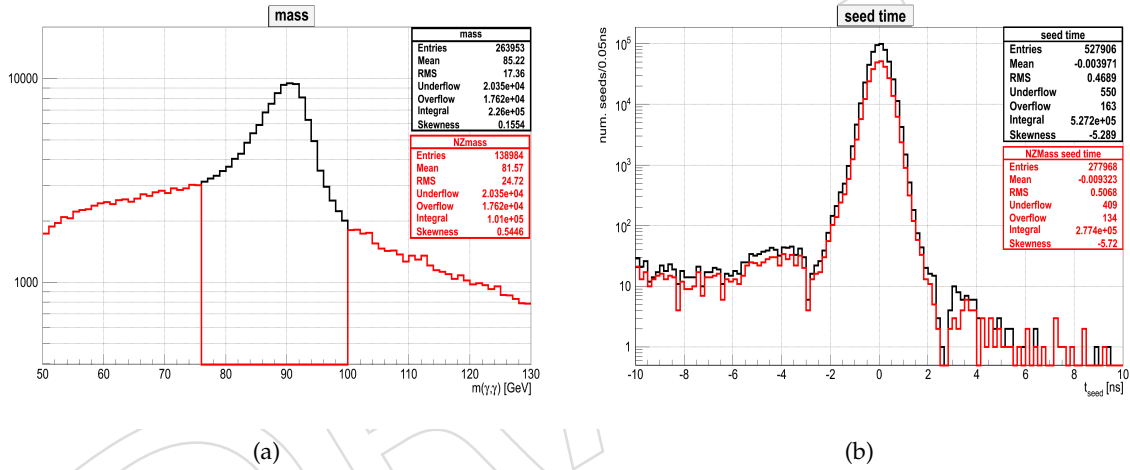 mass
mass
Entries 263953
Mean 85.22
RMS 17.36
Underflow 2.035e+04
Overflow 1.762e+04
Integral 2.26e+05
Skewness 0.1554
NZmass
Entries 138984
Mean 81.57
RMS 24.72
Underflow 2.035e+04
Overflow 1.762e+04
Integral 1.01e+05
Skewness 0.5446
10000
1000
50 60 70 80 90 100 110 120 130
m(γ,γ) [GeV]
(a)
seed time
num. seeds/0.05ns
seed time
Entries 527906
Mean -0.003971
RMS 0.4689
Underflow 550
Overflow 163
Integral 5.272e+05
Skewness -5.289
NZMass seed time
Entries 277968
Mean -0.009323
RMS 0.5068
Underflow 409
Overflow 134
Integral 2.774e+05
Skewness -5.72
10⁵
10⁴
10³
10²
10
1
-10 -8 -6 -4 -2 0 2 4 6 8 10
t_seed [ns]
(b)